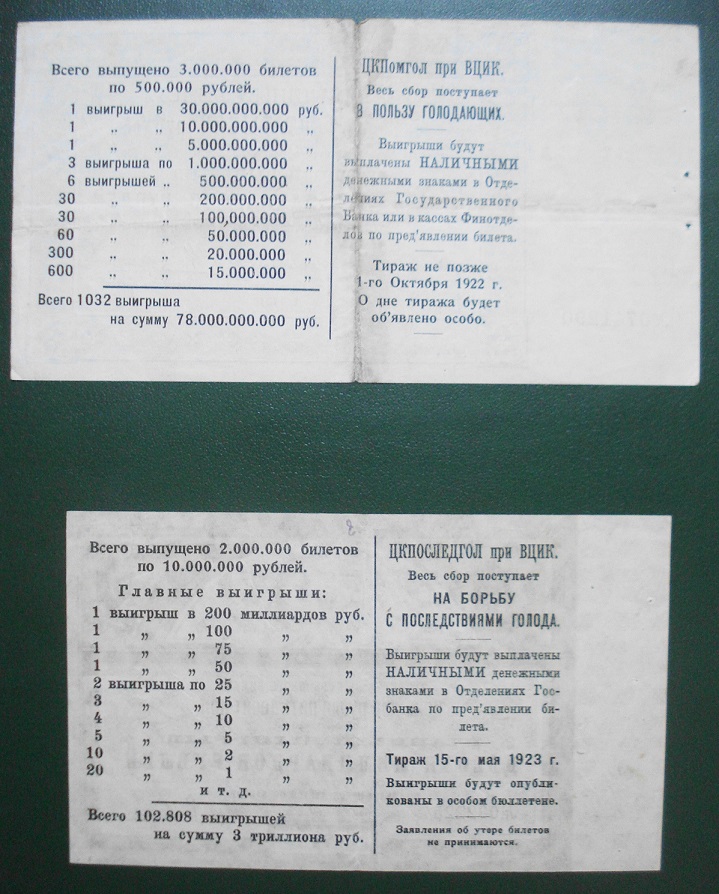 Всего выпущено 3.000.000 билетов
по 500.000 рублей.
1 выигрыш в 30.000.000.000 руб.
1 „ „ 10.000.000.000 „
1 „ „ 5.000.000.000 „
3 выигрыша по 1.000.000.000 „
6 выигрышей „ 500.000.000 „
30 „ „ 200.000.000 „
30 „ „ 100,000.000 „
60 „ „ 50.000.000 „
300 „ „ 20.000.000 „
600 „ „ 15.000.000 „
Всего 1032 выигрыша
на сумму 78.000.000.000 руб.
ЦКПомгол при ВЦИК.
Весь сбор поступает
В ПОЛЬЗУ ГОЛОДАЮЩИХ.
Выигрыши будут
выплачены НАЛИЧНЫМИ
денежными знаками в Отде-
лениях Государственного
Банка или в кассах Финотде-
лов по пред'явлении билета.
Тираж не позже
1-го Октября 1922 г.
О дне тиража будет
об'явлено особо.
Всего выпущено 2.000.000 билетов
по 10.000.000 рублей.
Главные выигрыши:
1 выигрыш в 200 миллиардов руб.
1 „ „ 100 „ „
1 „ „ 75 „ „
1 „ „ 50 „ „
2 выигрыша по 25 „ „
3 „ „ 15 „ „
4 „ „ 10 „ „
5 „ „ 5 „ „
10 „ „ 2 „ „
20 „ „ 1 „ „
и т. д.
Всего 102.808 выигрышей
на сумму 3 триллиона руб.
ЦКПОСЛЕДГОЛ при ВЦИК.
Весь сбор поступает
НА БОРЬБУ
С ПОСЛЕДСТВИЯМИ ГОЛОДА.
Выигрыши будут выплачены
НАЛИЧНЫМИ денежными
знаками в Отделениях Гос-
банка по пред'явлении би-
лета.
Тираж 15-го мая 1923 г.
Выигрыши будут опубли-
кованы в особом бюллетене.
Заявления об утере билетов
не принимаются.